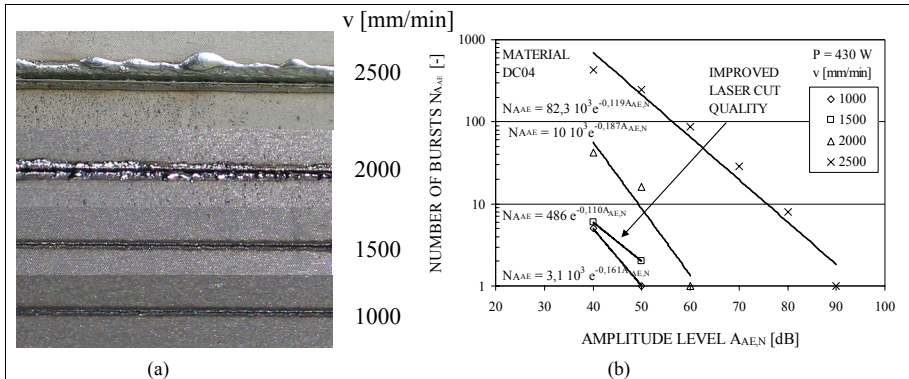 v [mm/min]
2500
2000
1500
1000
(a)
NUMBER OF BURSTS NAAE [-]
1000
100
10
1
MATERIAL
DC04
P = 430 W
v [mm/min]
1000
1500
2000
2500
IMPROVED
LASER CUT
QUALITY
NAAE = 82,3 10³ e^-0,119AAE,N
NAAE = 10 10³ e^-0,187AAE,N
NAAE = 486 e^-0,110AAE,N
NAAE = 3,1 10³ e^-0,161AAE,N
20 30 40 50 60 70 80 90 100
AMPLITUDE LEVEL AAE,N [dB]
(b)